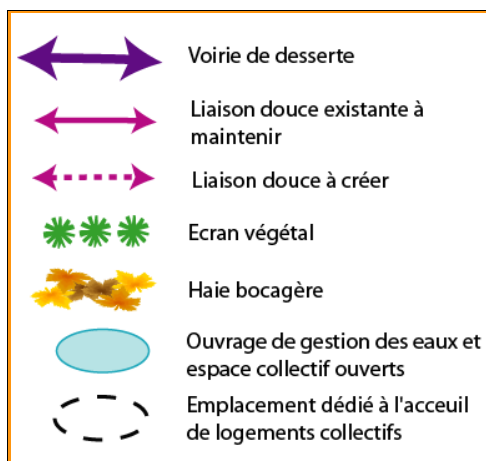 Voirie de desserte
Liaison douce existante à
maintenir
Liaison douce à créer
Ecran végétal
Haie bocagère
Ouvrage de gestion des eaux et
espace collectif ouverts
Emplacement dédié à l'acceuil
de logements collectifs